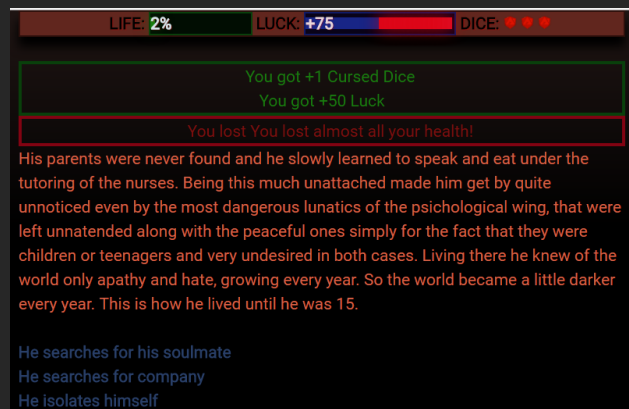 LIFE: 2% LUCK: +75 DICE:
You got +1 Cursed Dice
You got +50 Luck
You lost You lost almost all your health!
His parents were never found and he slowly learned to speak and eat under the
tutoring of the nurses. Being this much unattached made him get by quite
unnoticed even by the most dangerous lunatics of the psichological wing, that were
left unnatended along with the peaceful ones simply for the fact that they were
children or teenagers and very undesired in both cases. Living there he knew of the
world only apathy and hate, growing every year. So the world became a little darker
every year. This is how he lived until he was 15.
He searches for his soulmate
He searches for company
He isolates himself